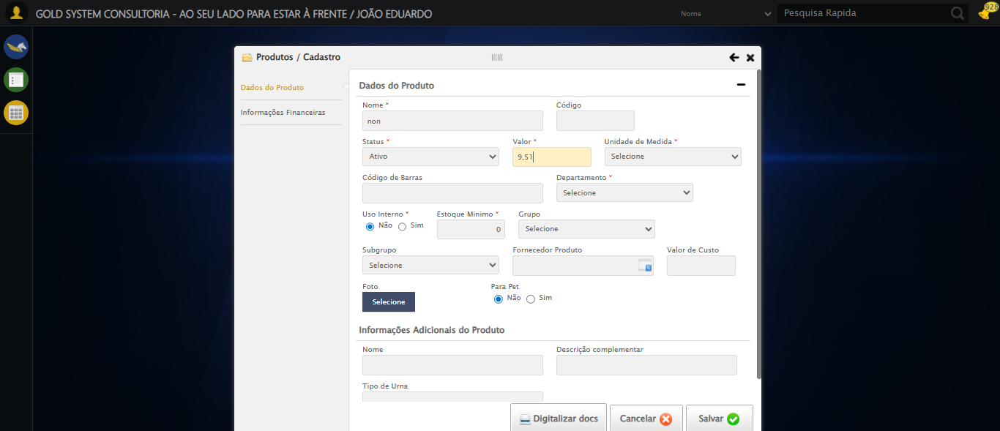 GOLD SYSTEM CONSULTORIA - AO SEU LADO PARA ESTAR À FRENTE / JOÃO EDUARDO
Nome
Pesquisa Rapida
928
Produtos / Cadastro
Dados do Produto
Informações Financeiras
Dados do Produto
Nome *
Código
non
Status *
Valor *
Unidade de Medida *
Ativo
9,51
Selecione
Código de Barras
Departamento *
Selecione
Uso Interno *
Estoque Minimo *
Grupo
Não
Sim
0
Selecione
Subgrupo
Fornecedor Produto
Valor de Custo
Selecione
Foto
Para Pet
Selecione
Não
Sim
Informações Adicionais do Produto
Nome
Descrição complementar
Tipo de Urna
Digitalizar docs
Cancelar
Salvar